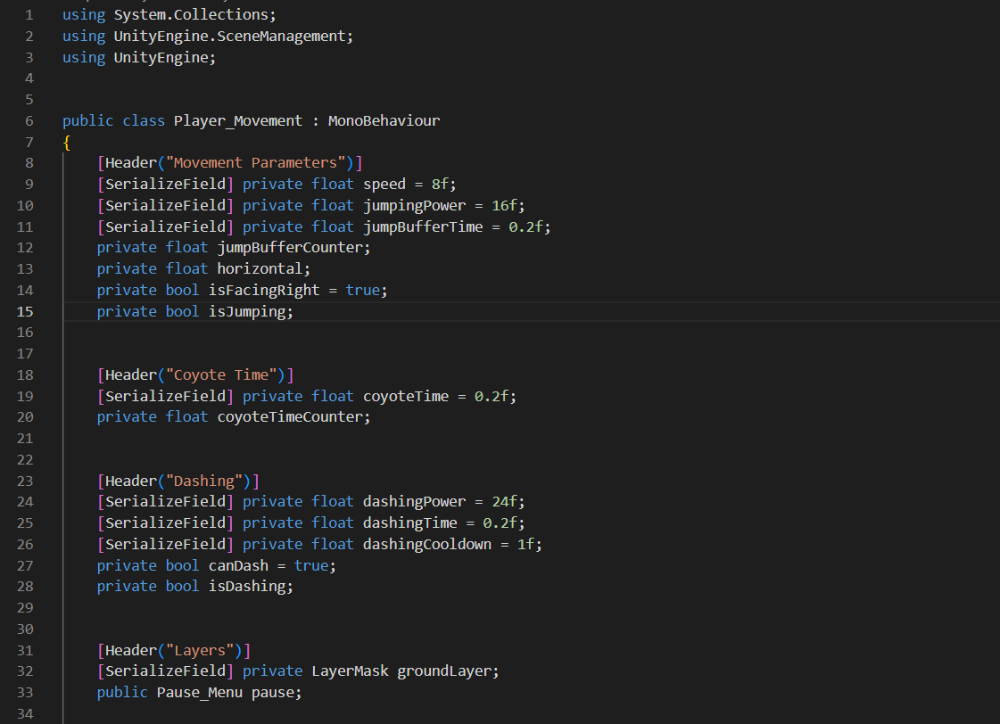 1 using System.Collections;
2 using UnityEngine.SceneManagement;
3 using UnityEngine;
4
5
6 public class Player_Movement : MonoBehaviour
7 {
8 [Header("Movement Parameters")]
9 [SerializeField] private float speed = 8f;
10 [SerializeField] private float jumpingPower = 16f;
11 [SerializeField] private float jumpBufferTime = 0.2f;
12 private float jumpBufferCounter;
13 private float horizontal;
14 private bool isFacingRight = true;
15 private bool isJumping;
16
17
18 [Header("Coyote Time")]
19 [SerializeField] private float coyoteTime = 0.2f;
20 private float coyoteTimeCounter;
21
22
23 [Header("Dashing")]
24 [SerializeField] private float dashingPower = 24f;
25 [SerializeField] private float dashingTime = 0.2f;
26 [SerializeField] private float dashingCooldown = 1f;
27 private bool canDash = true;
28 private bool isDashing;
29
30
31 [Header("Layers")]
32 [SerializeField] private LayerMask groundLayer;
33 public Pause_Menu pause;
34